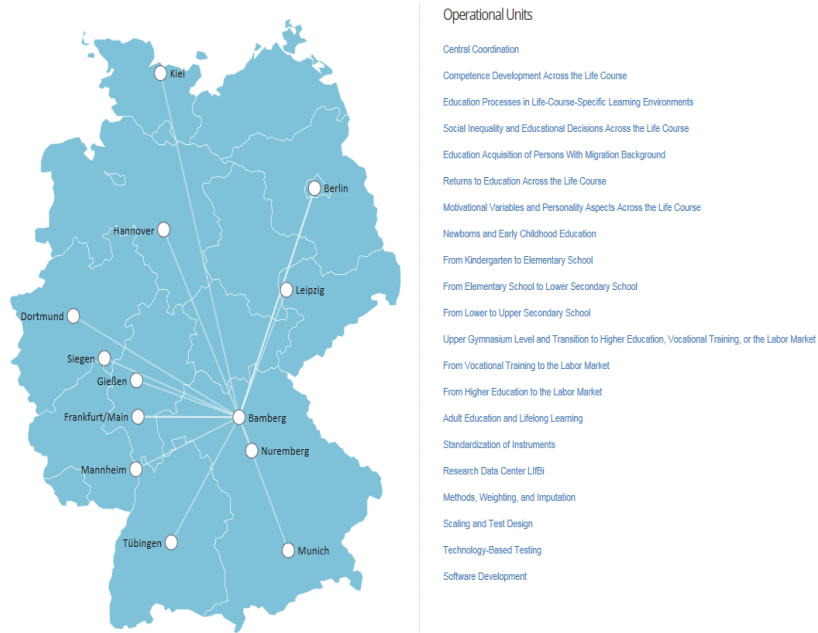 Kiel
Berlin
Hannover
Leipzig
Dortmund
Siegen
Gießen
Frankfurt/Main
Bamberg
Nuremberg
Mannheim
Tübingen
Munich
Operational Units
Central Coordination
Competence Development Across the Life Course
Education Processes in Life-Course-Specific Learning Environments
Social Inequality and Educational Decisions Across the Life Course
Education Acquisition of Persons With Migration Background
Returns to Education Across the Life Course
Motivational Variables and Personality Aspects Across the Life Course
Newborns and Early Childhood Education
From Kindergarten to Elementary School
From Elementary School to Lower Secondary School
From Lower to Upper Secondary School
Upper Gymnasium Level and Transition to Higher Education, Vocational Training, or the Labor Market
From Vocational Training to the Labor Market
From Higher Education to the Labor Market
Adult Education and Lifelong Learning
Standardization of Instruments
Research Data Center LIfBi
Methods, Weighting, and Imputation
Scaling and Test Design
Technology-Based Testing
Software Development